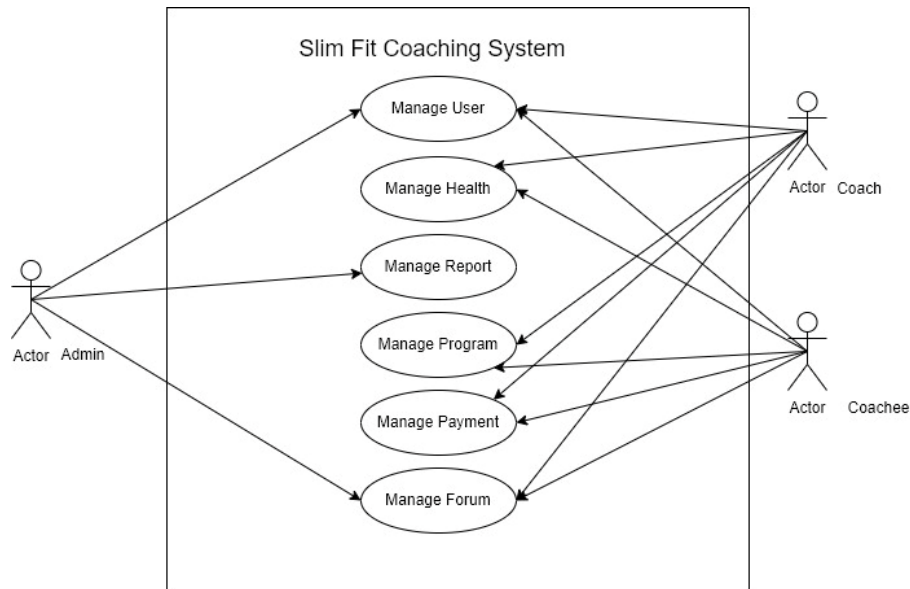 Slim Fit Coaching System
Manage User
Manage Health
Actor Coach
Manage Report
Manage Program
Actor Admin
Actor Coachee
Manage Payment
Manage Forum